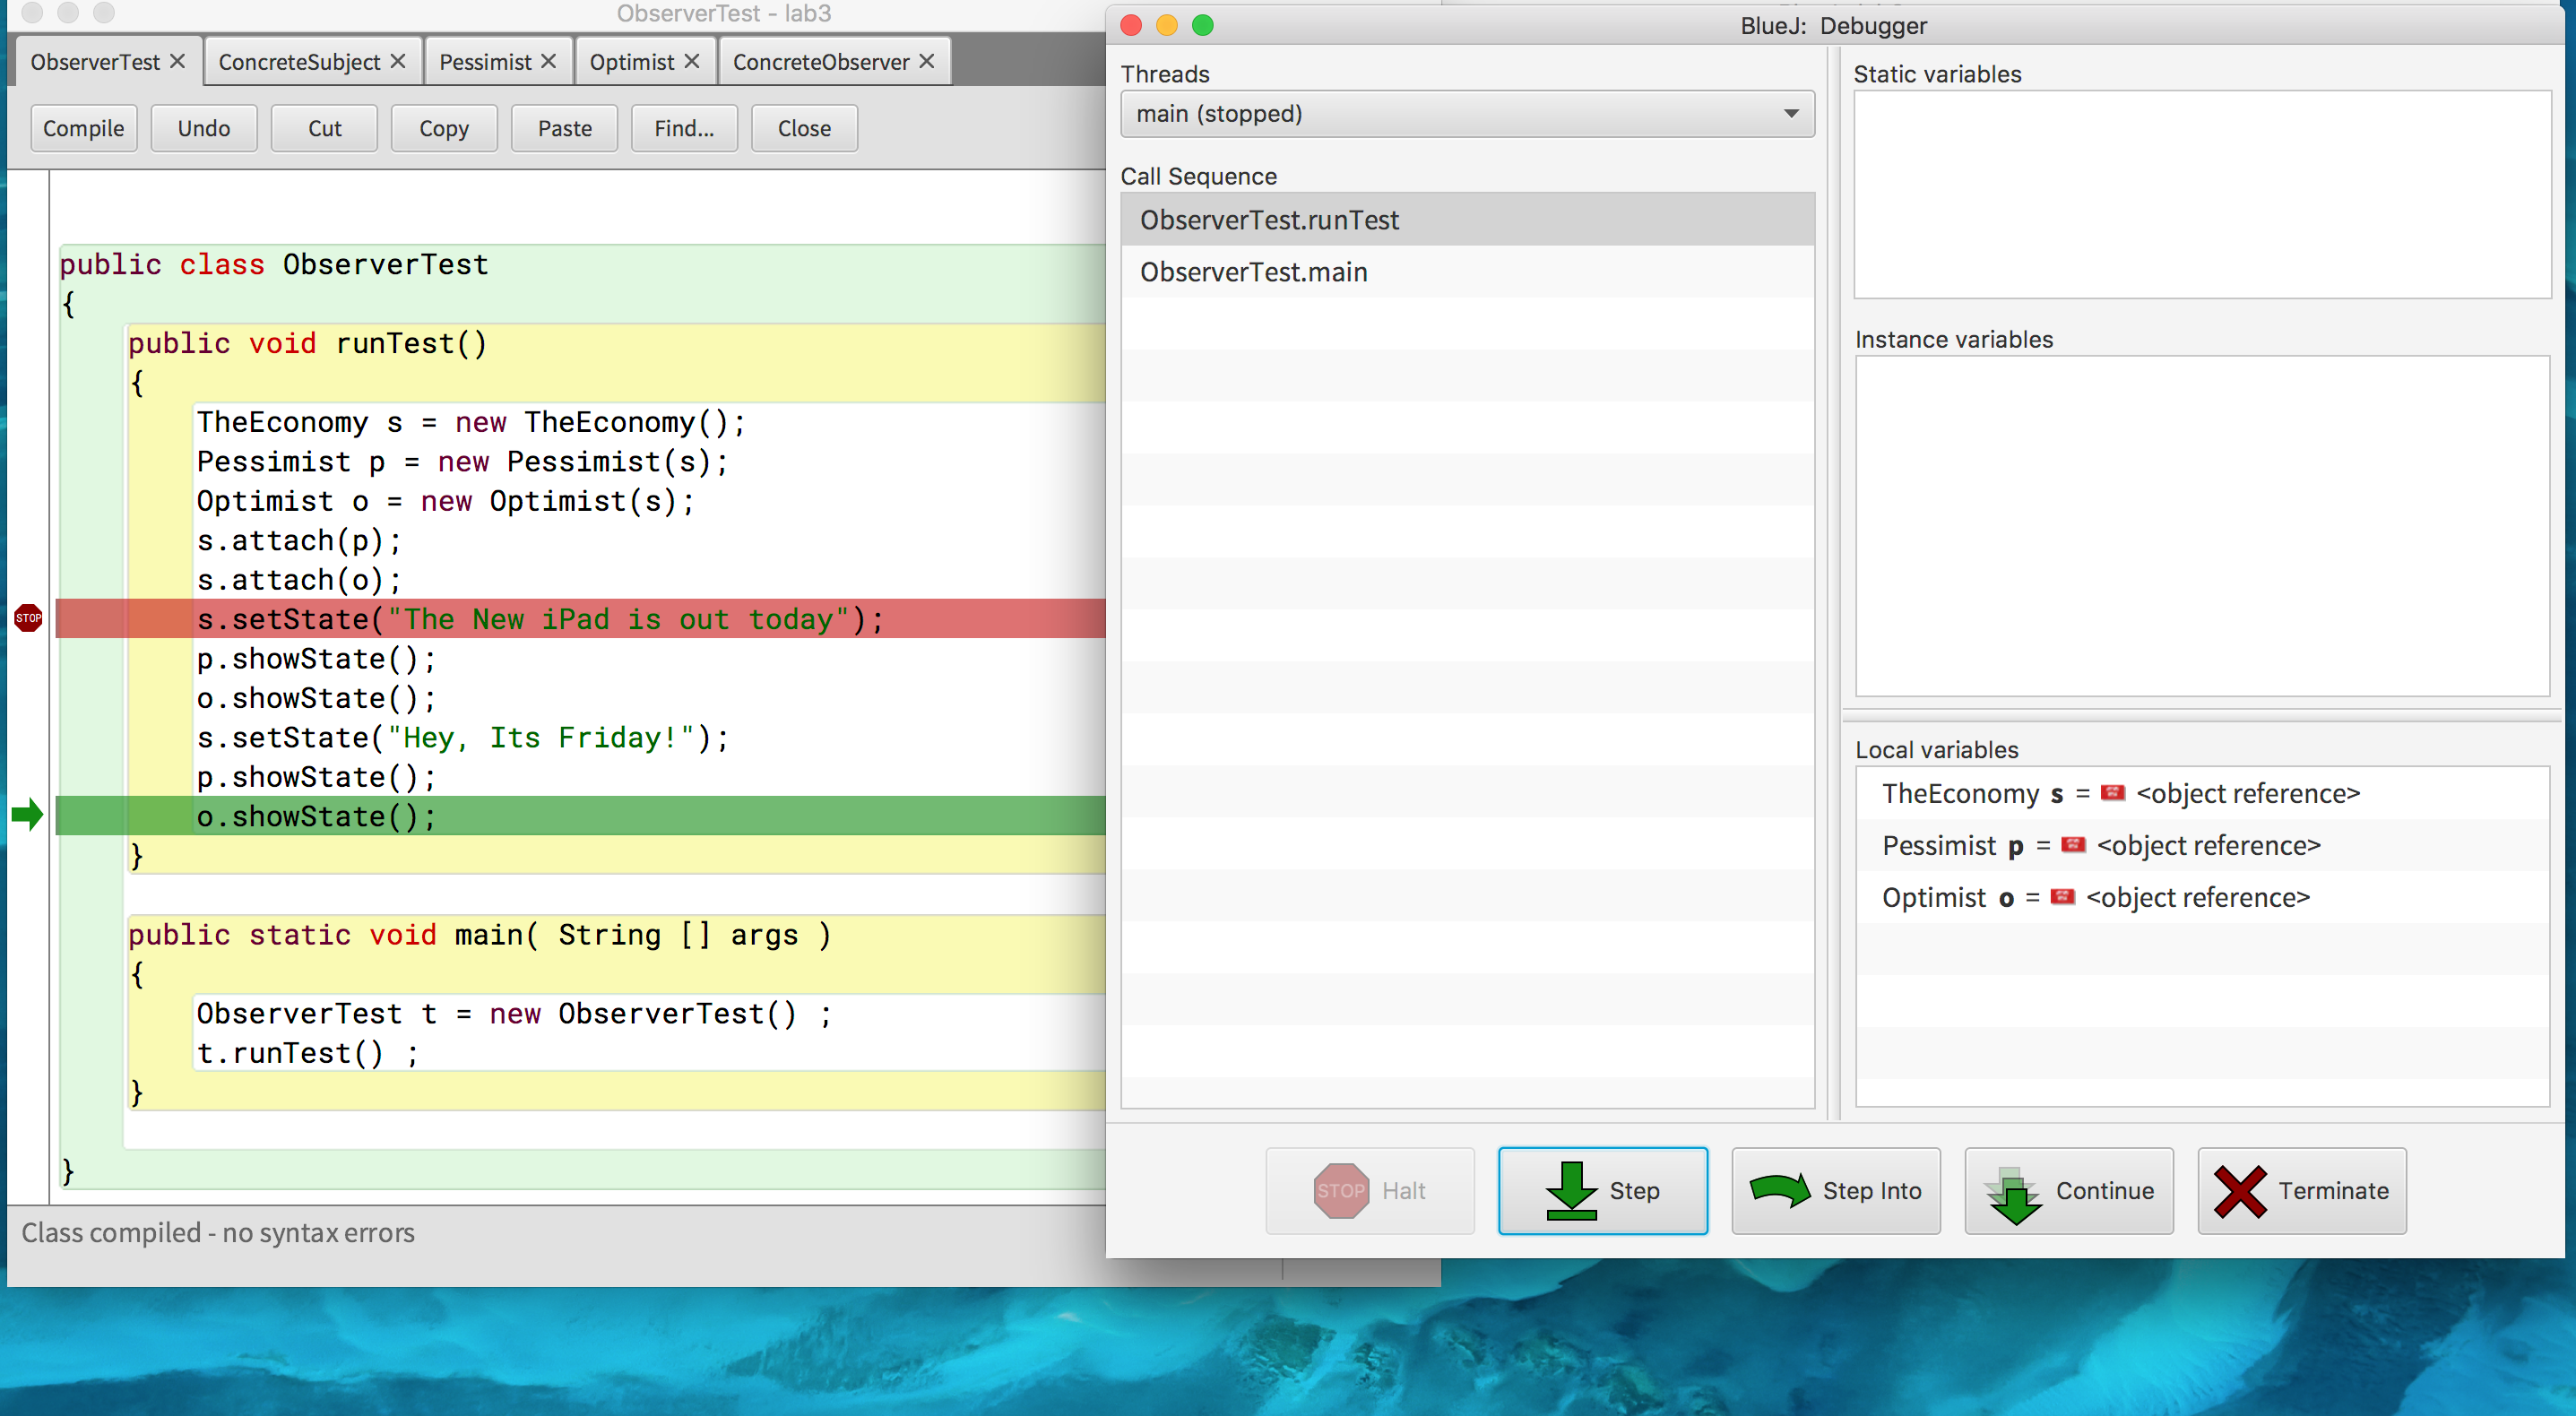 ObserverTest - lab3
ObserverTest ConcreteSubject Pessimist Optimist ConcreteObserver
Compile Undo Cut Copy Paste Find... Close
public class ObserverTest
{
public void runTest()
{
TheEconomy s = new TheEconomy();
Pessimist p = new Pessimist(s);
Optimist o = new Optimist(s);
s.attach(p);
s.attach(o);
STOP
s.setState("The New iPad is out today");
p.showState();
o.showState();
s.setState("Hey, Its Friday!");
p.showState();
o.showState();
}
public static void main( String [] args )
{
ObserverTest t = new ObserverTest() ;
t.runTest() ;
}
}
Class compiled - no syntax errors
BlueJ: Debugger
Threads
main (stopped)
Call Sequence
ObserverTest.runTest
ObserverTest.main
Static variables
Instance variables
Local variables
TheEconomy s = <object reference>
Pessimist p = <object reference>
Optimist o = <object reference>
STOP Halt Step Step Into Continue Terminate